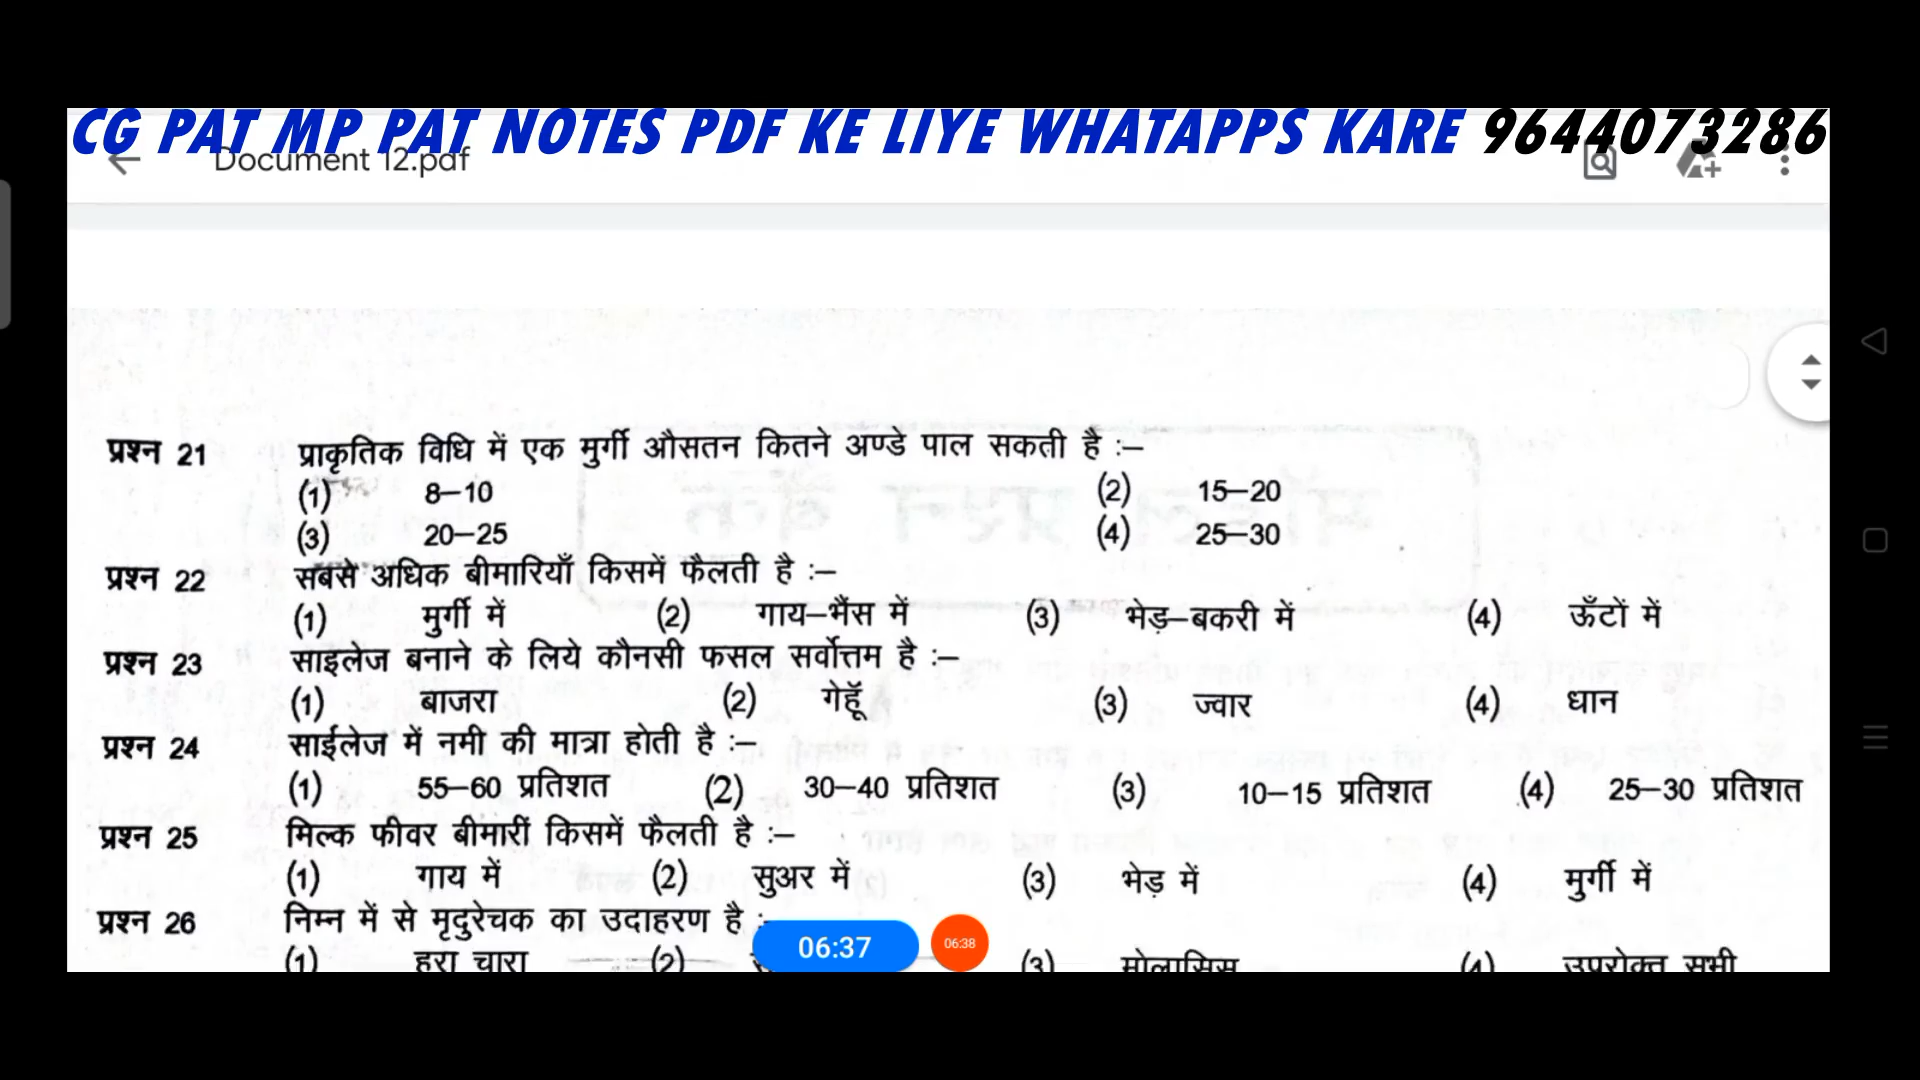 CG PAT MP PAT NOTES PDF KE LIYE WHATAPPS KARE 9644073286
Document 12.pdf
प्रश्न 21 प्राकृतिक विधि में एक मुर्गी औसतन कितने अण्डे पाल सकती है :–
(1) 8–10 (2) 15–20
(3) 20–25 (4) 25–30
प्रश्न 22 सबसे अधिक बीमारियाँ किसमें फैलती है :–
(1) मुर्गी में (2) गाय–भैंस में (3) भेड़–बकरी में (4) ऊँटों में
प्रश्न 23 साईलेज बनाने के लिये कौनसी फसल सर्वोत्तम है :–
(1) बाजरा (2) गेहूँ (3) ज्वार (4) धान
प्रश्न 24 साईलेज में नमी की मात्रा होती है :–
(1) 55–60 प्रतिशत (2) 30–40 प्रतिशत (3) 10–15 प्रतिशत (4) 25–30 प्रतिशत
प्रश्न 25 मिल्क फीवर बीमारी किसमें फैलती है :–
(1) गाय में (2) सुअर में (3) भेड़ में (4) मुर्गी में
प्रश्न 26 निम्न में से मृदुरेचक का उदाहरण है :–
(1) हरा चारा (2) (3) मोलासिस (4) उपरोक्त सभी
06:37
06:38